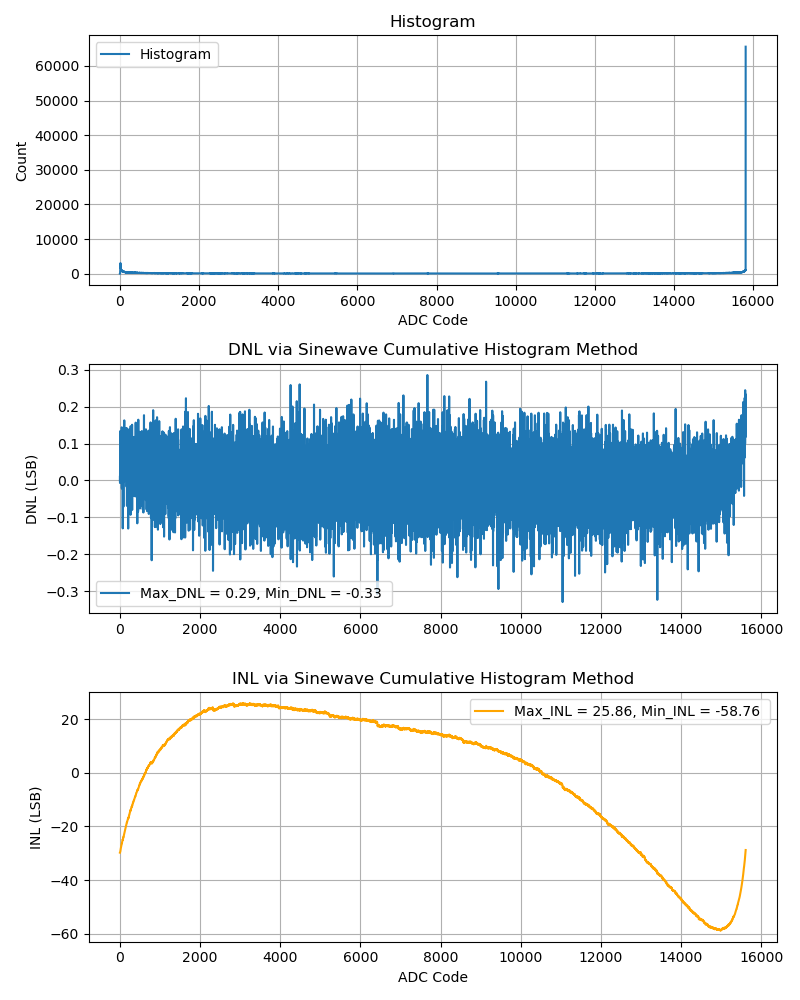 Histogram
Histogram
60000
50000
40000
30000
20000
10000
0
Count
0 2000 4000 6000 8000 10000 12000 14000 16000
ADC Code
DNL via Sinewave Cumulative Histogram Method
0.3
0.2
0.1
0.0
−0.1
−0.2
−0.3
DNL (LSB)
Max_DNL = 0.29, Min_DNL = -0.33
0 2000 4000 6000 8000 10000 12000 14000 16000
INL via Sinewave Cumulative Histogram Method
Max_INL = 25.86, Min_INL = -58.76
20
0
−20
−40
−60
INL (LSB)
0 2000 4000 6000 8000 10000 12000 14000 16000
ADC Code